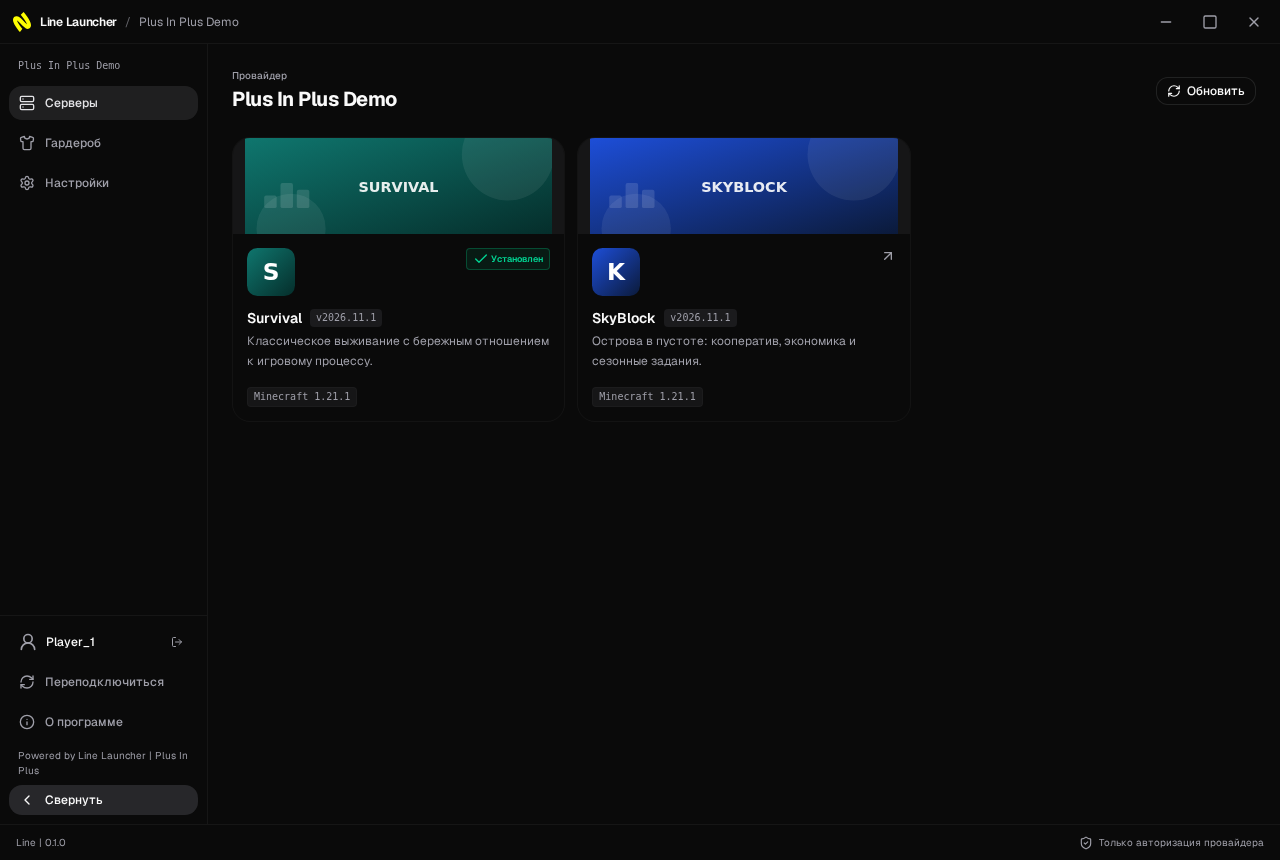 Line Launcher / Plus In Plus Demo
Plus In Plus Demo
Серверы
Гардероб
Настройки
Провайдер
Plus In Plus Demo
Обновить
SURVIVAL
S
Установлен
Survival v2026.11.1
Классическое выживание с бережным отношением
к игровому процессу.
Minecraft 1.21.1
SKYBLOCK
K
SkyBlock v2026.11.1
Острова в пустоте: кооператив, экономика и
сезонные задания.
Minecraft 1.21.1
Player_1
Переподключиться
О программе
Powered by Line Launcher | Plus In
Plus
Свернуть
Line | 0.1.0
Только авторизация провайдера